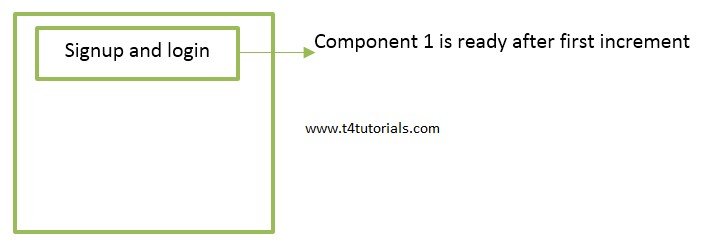 Signup and login
Component 1 is ready after first increment
www.t4tutorials.com